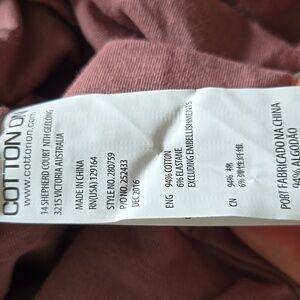 COTTON ON
www.cottonon.com
14 SHEPHERD COURT NTH GEELONG
3215 VICTORIA AUSTRALIA
MADE IN CHINA
RN(USA) 129164
STYLE NO. 280759
P/O NO. 252433
DEC 2016
ENG
94% COTTON
6% ELASTANE
EXCLUDING EMBELLISHMENTS
CN
94% 棉
6% 弹性纤维
PORT FABRICADO NA CHINA
94% ALGODÃO